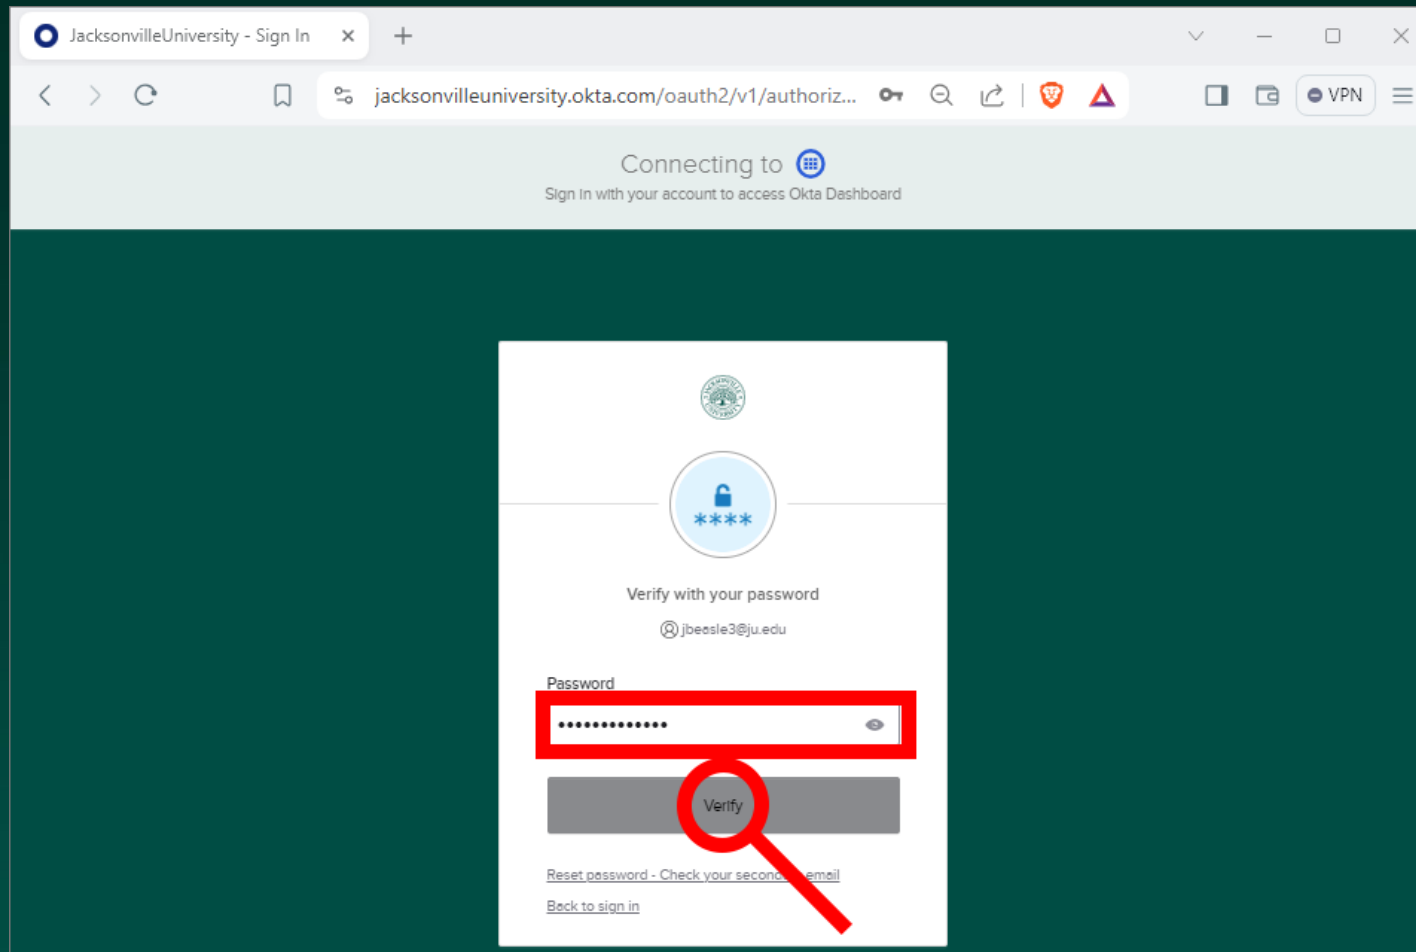 JacksonvilleUniversity - Sign In
jacksonvilleuniversity.okta.com/oauth2/v1/authoriz...
VPN
Connecting to
Sign in with your account to access Okta Dashboard
JACKSONVILLE UNIVERSITY
****
Verify with your password
jbeasle3@ju.edu
Password
•••••••••••••
Verify
Reset password - Check your email
Back to sign in